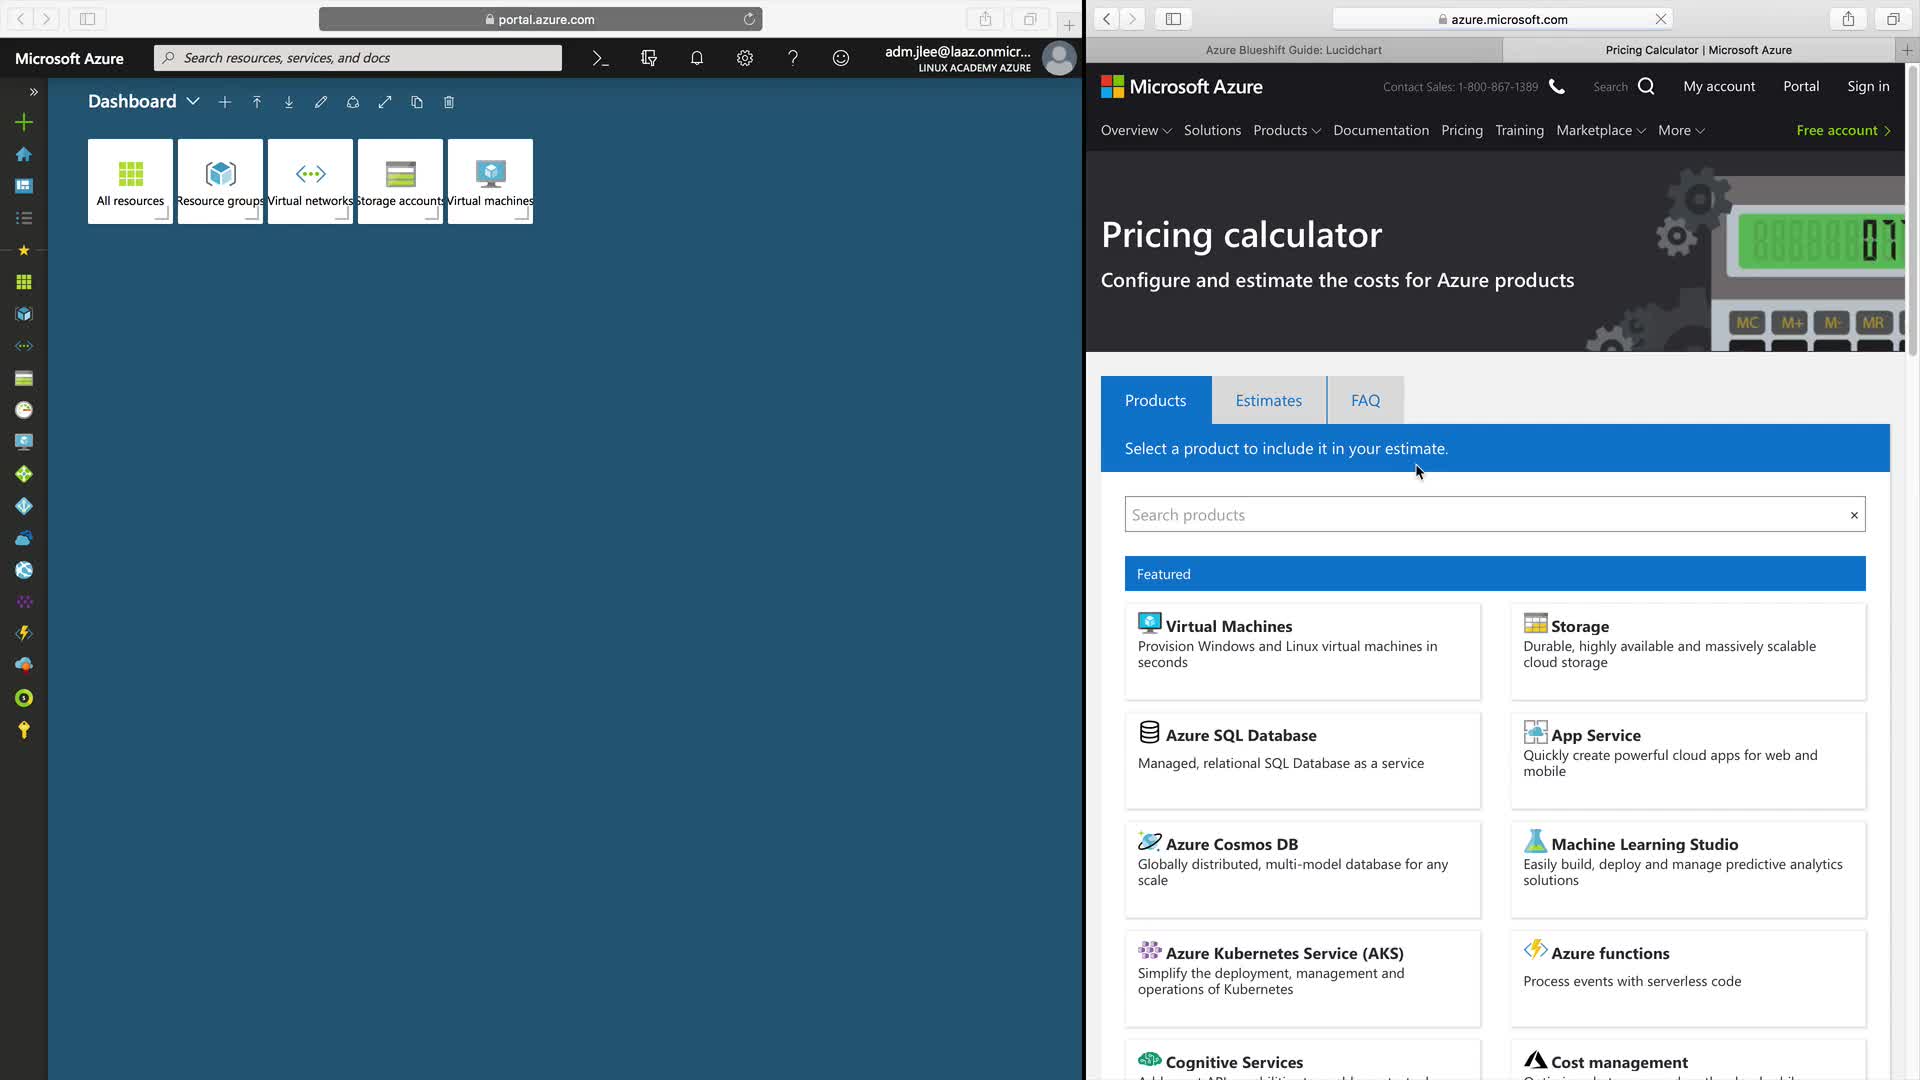 portal.azure.com
Microsoft Azure
Search resources, services, and docs
adm.jlee@laaz.onmicr...
LINUX ACADEMY AZURE
Dashboard
All resources
Resource groups
Virtual networks
Storage accounts
Virtual machines
azure.microsoft.com
Azure Blueshift Guide: Lucidchart
Pricing Calculator | Microsoft Azure
Microsoft Azure
Contact Sales: 1-800-867-1389
Search
My account
Portal
Sign in
Overview
Solutions
Products
Documentation
Pricing
Training
Marketplace
More
Free account
Pricing calculator
Configure and estimate the costs for Azure products
07
MC
M+
M-
MR
Products
Estimates
FAQ
Select a product to include it in your estimate.
Search products
Featured
Virtual Machines
Provision Windows and Linux virtual machines in
seconds
Storage
Durable, highly available and massively scalable
cloud storage
Azure SQL Database
Managed, relational SQL Database as a service
App Service
Quickly create powerful cloud apps for web and
mobile
Azure Cosmos DB
Globally distributed, multi-model database for any
scale
Machine Learning Studio
Easily build, deploy and manage predictive analytics
solutions
Azure Kubernetes Service (AKS)
Simplify the deployment, management and
operations of Kubernetes
Azure functions
Process events with serverless code
Cognitive Services
Cost management